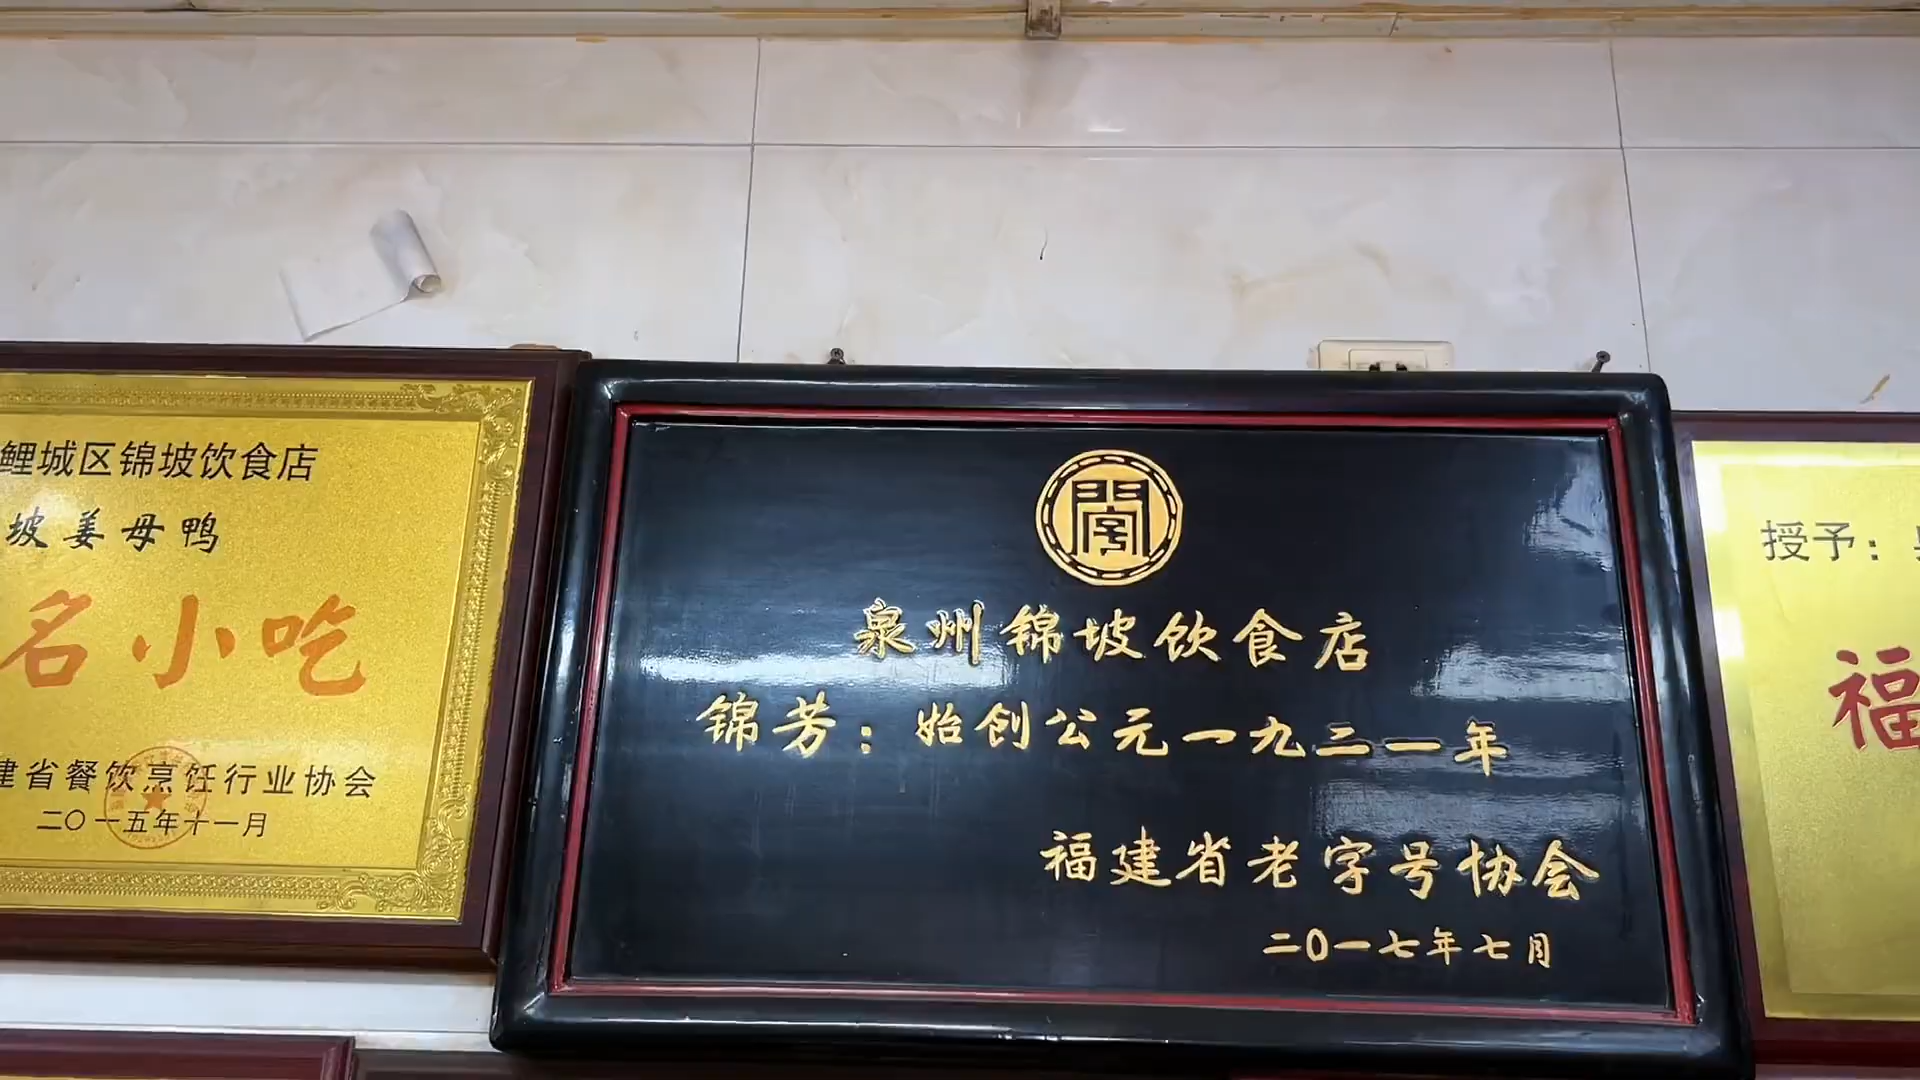 鲤城区锦坡饮食店
坡姜母鸭
名小吃
建省餐饮烹饪行业协会
二〇一五年十一月
泉州锦坡饮食店
锦芳：始创公元一九二一年
福建省老字号协会
二〇一七年七月
授予：
福